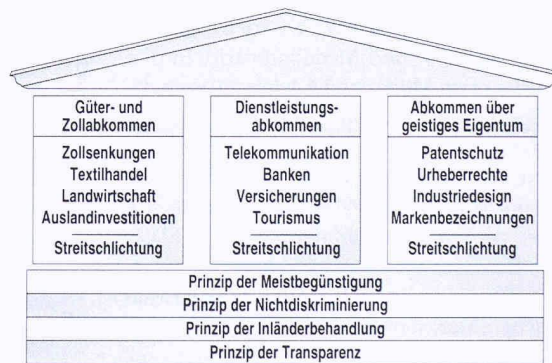 Güter- und
Zollabkommen
Zollsenkungen
Textilhandel
Landwirtschaft
Auslandinvestitionen
Streitschlichtung
Dienstleistungs-
abkommen
Telekommunikation
Banken
Versicherungen
Tourismus
Streitschlichtung
Abkommen über
geistiges Eigentum
Patentschutz
Urheberrechte
Industriedesign
Markenbezeichnungen
Streitschlichtung
Prinzip der Meistbegünstigung
Prinzip der Nichtdiskriminierung
Prinzip der Inländerbehandlung
Prinzip der Transparenz